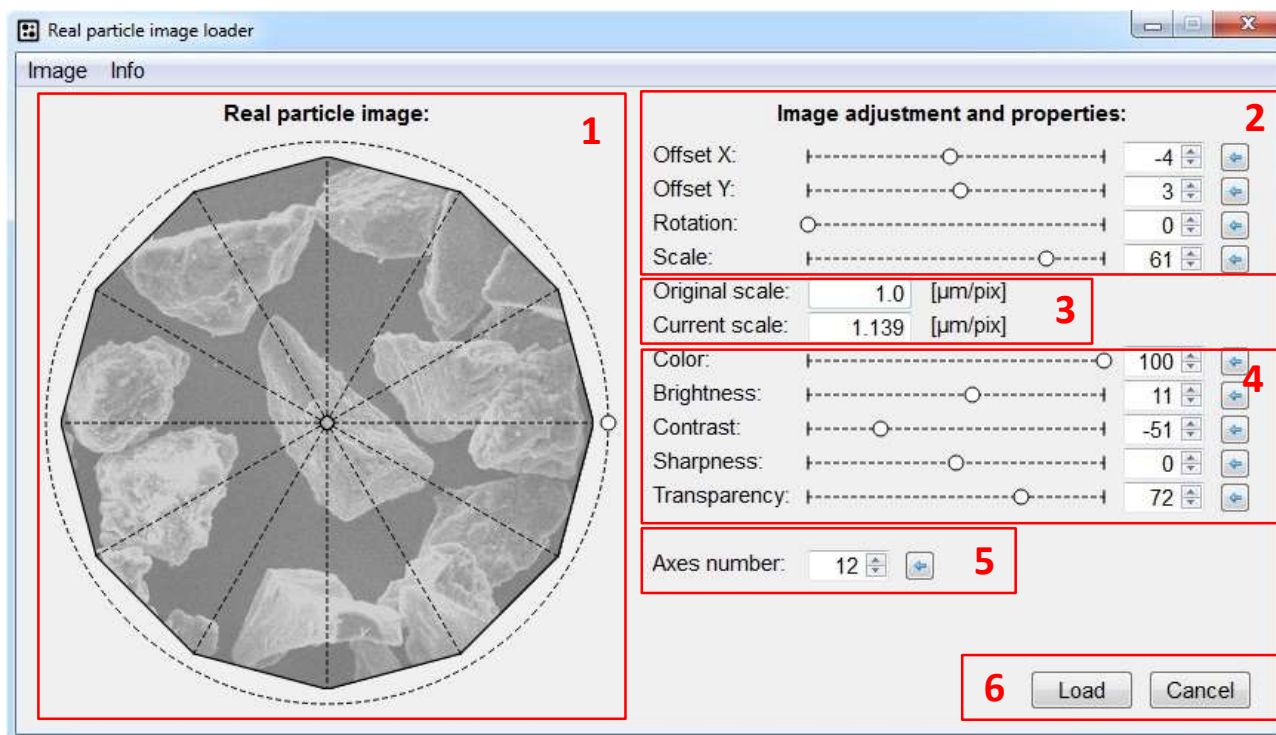 Real particle image loader
Image Info
Real particle image: 1
Image adjustment and properties: 2
Offset X: -4
Offset Y: 3
Rotation: 0
Scale: 61
Original scale: 1.0 [µm/pix]
Current scale: 1.139 [µm/pix]
3
Color: 100
4
Brightness: 11
Contrast: -51
Sharpness: 0
Transparency: 72
Axes number: 12 5
6 Load Cancel